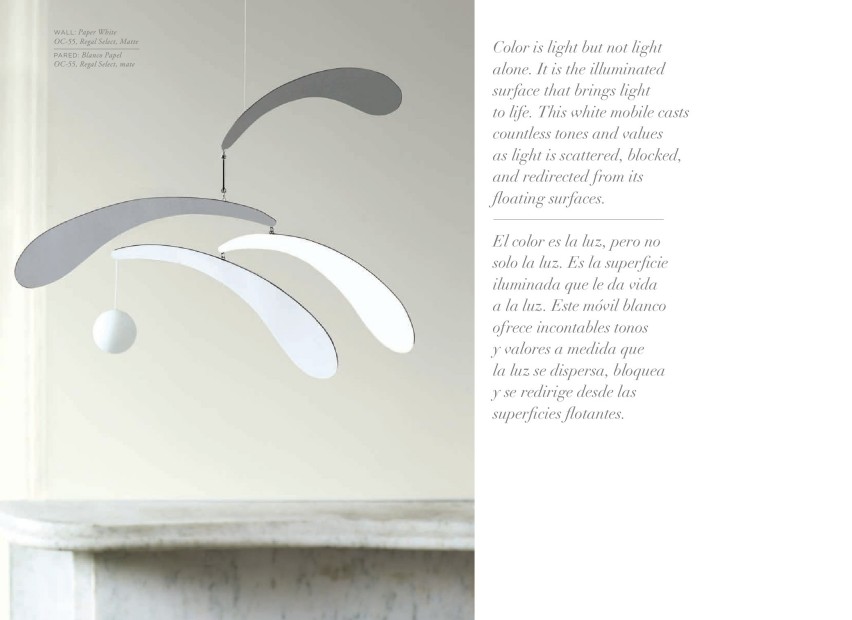 WALL: Paper White
OC-55, Regal Select, Matte
PARED: Blanco Papel
OC-55, Regal Select, mate
Color is light but not light
alone. It is the illuminated
surface that brings light
to life. This white mobile casts
countless tones and values
as light is scattered, blocked,
and redirected from its
floating surfaces.
El color es la luz, pero no
solo la luz. Es la superficie
iluminada que le da vida
a la luz. Este móvil blanco
ofrece incontables tonos
y valores a medida que
la luz se dispersa, bloquea
y se redirige desde las
superficies flotantes.